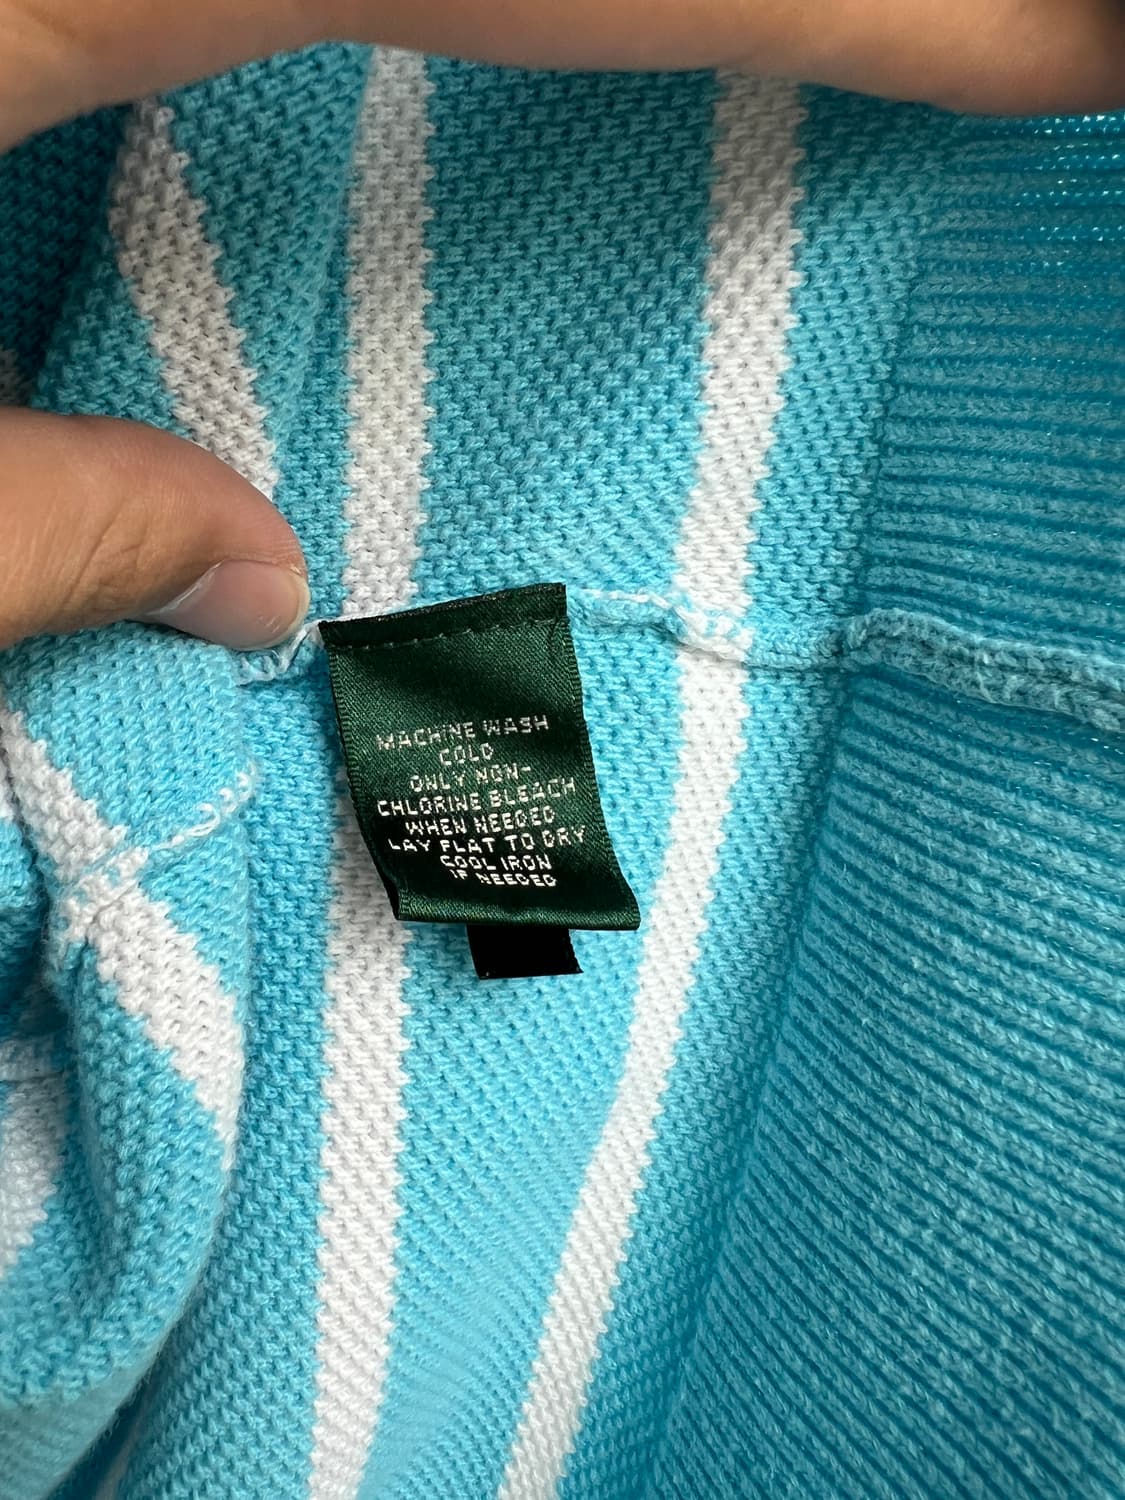 MACHINE WASH
COLD
ONLY NON-
CHLORINE BLEACH
WHEN NEEDED
LAY FLAT TO DRY
COOL IRON
IF NEEDED